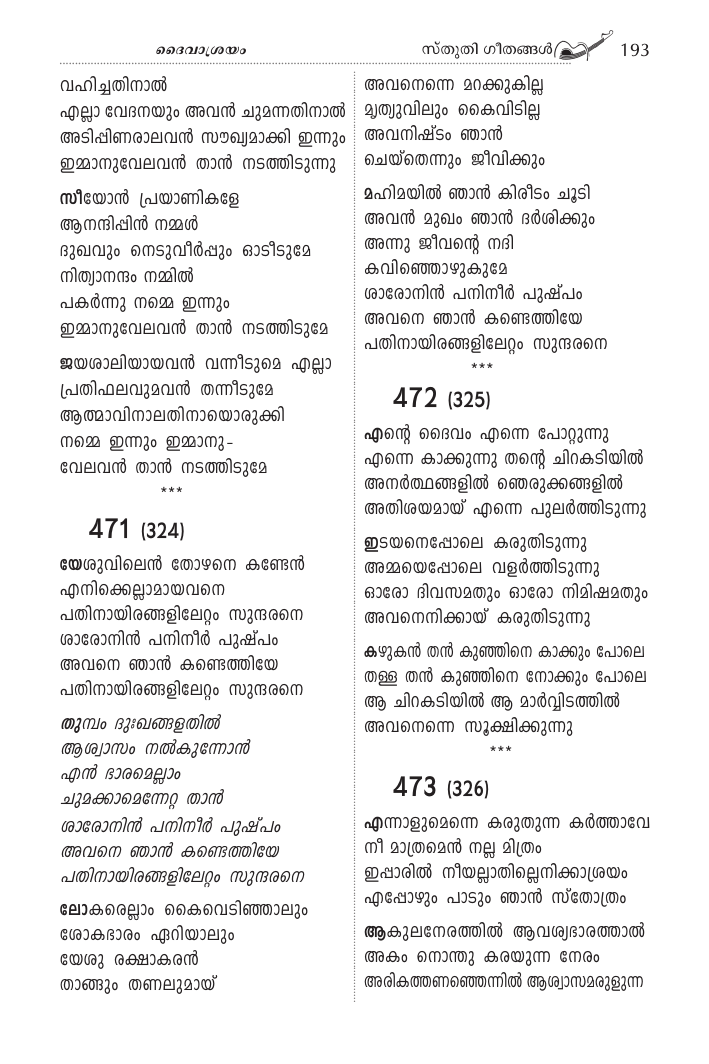 ദൈവാശ്രയം
സ്തുതി ഗീതങ്ങൾ 193
വഹിച്ചതിനാൽ
എല്ലാ വേദനയും അവൻ ചുമന്നതിനാൽ
അടിപ്പിണരാലവൻ സൗഖ്യമാക്കി ഇന്നും
ഇമ്മാനുവേലവൻ താൻ നടത്തിടുന്നു
സീയോൻ പ്രയാണികളേ
ആനന്ദിപ്പിൻ നമ്മൾ
ദുഖവും നെടുവീർപ്പും ഓടീടുമേ
നിത്യാനന്ദം നമ്മിൽ
പകർന്നു നമ്മെ ഇന്നും
ഇമ്മാനുവേലവൻ താൻ നടത്തിടുമേ
ജയശാലിയായവൻ വന്നീടുമെ എല്ലാ
പ്രതിഫലവുമവൻ തന്നീടുമേ
ആത്മാവിനാലതിനായൊരുക്കി
നമ്മെ ഇന്നും ഇമ്മാനു-
വേലവൻ താൻ നടത്തിടുമേ
***
471 (324)
യേശുവിലെൻ തോഴനെ കണ്ടേൻ
എനിക്കെല്ലാമായവനെ
പതിനായിരങ്ങളിലേറ്റം സുന്ദരനെ
ശാരോനിൻ പനിനീർ പുഷ്പം
അവനെ ഞാൻ കണ്ടെത്തിയേ
പതിനായിരങ്ങളിലേറ്റം സുന്ദരനെ
തുമ്പം ദുഃഖങ്ങളതിൽ
ആശ്വാസം നൽകുന്നോൻ
എൻ ഭാരമെല്ലാം
ചുമക്കാമെന്നേറ്റ താൻ
ശാരോനിൻ പനിനീർ പുഷ്പം
അവനെ ഞാൻ കണ്ടെത്തിയേ
പതിനായിരങ്ങളിലേറ്റം സുന്ദരനെ
ലോകരെല്ലാം കൈവെടിഞ്ഞാലും
ശോകഭാരം ഏറിയാലും
യേശു രക്ഷാകരൻ
താങ്ങും തണലുമായ്
അവനെന്നെ മറക്കുകില്ല
മൃത്യുവിലും കൈവിടില്ല
അവനിഷ്ടം ഞാൻ
ചെയ്തെന്നും ജീവിക്കും
മഹിമയിൽ ഞാൻ കിരീടം ചൂടി
അവൻ മുഖം ഞാൻ ദർശിക്കും
അന്നു ജീവന്റെ നദി
കവിഞ്ഞൊഴുകുമേ
ശാരോനിൻ പനിനീർ പുഷ്പം
അവനെ ഞാൻ കണ്ടെത്തിയേ
പതിനായിരങ്ങളിലേറ്റം സുന്ദരനെ
***
472 (325)
എന്റെ ദൈവം എന്നെ പോറ്റുന്നു
എന്നെ കാക്കുന്നു തന്റെ ചിറകടിയിൽ
അനർത്ഥങ്ങളിൽ ഞെരുക്കങ്ങളിൽ
അതിശയമായ് എന്നെ പുലർത്തിടുന്നു
ഇടയനെപ്പോലെ കരുതിടുന്നു
അമ്മയെപ്പോലെ വളർത്തിടുന്നു
ഓരോ ദിവസമതും ഓരോ നിമിഷമതും
അവനെനിക്കായ് കരുതിടുന്നു
കഴുകൻ തൻ കുഞ്ഞിനെ കാക്കും പോലെ
തള്ള തൻ കുഞ്ഞിനെ നോക്കും പോലെ
ആ ചിറകടിയിൽ ആ മാർവ്വിടത്തിൽ
അവനെന്നെ സൂക്ഷിക്കുന്നു
***
473 (326)
എന്നാളുമെന്നെ കരുതുന്ന കർത്താവേ
നീ മാത്രമെൻ നല്ല മിത്രം
ഇപ്പാരിൽ നീയല്ലാതില്ലെനിക്കാശ്രയം
എപ്പോഴും പാടും ഞാൻ സ്തോത്രം
ആകുലനേരത്തിൽ ആവശ്യഭാരത്താൽ
അകം നൊന്തു കരയുന്ന നേരം
അരികത്തണഞ്ഞെന്നിൽ ആശ്വാസമരുളുന്ന